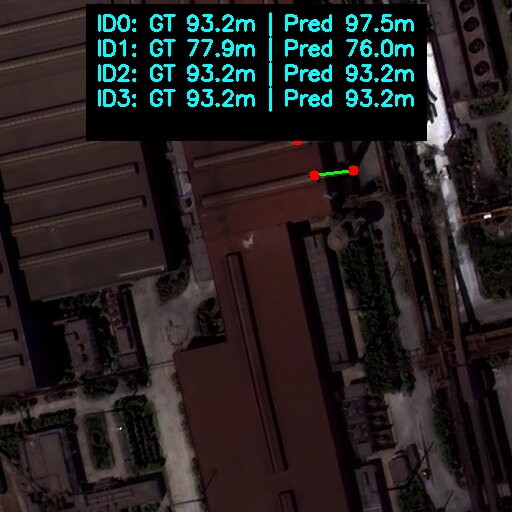 ID0: GT 93.2m | Pred 97.5m
ID1: GT 77.9m | Pred 76.0m
ID2: GT 93.2m | Pred 93.2m
ID3: GT 93.2m | Pred 93.2m